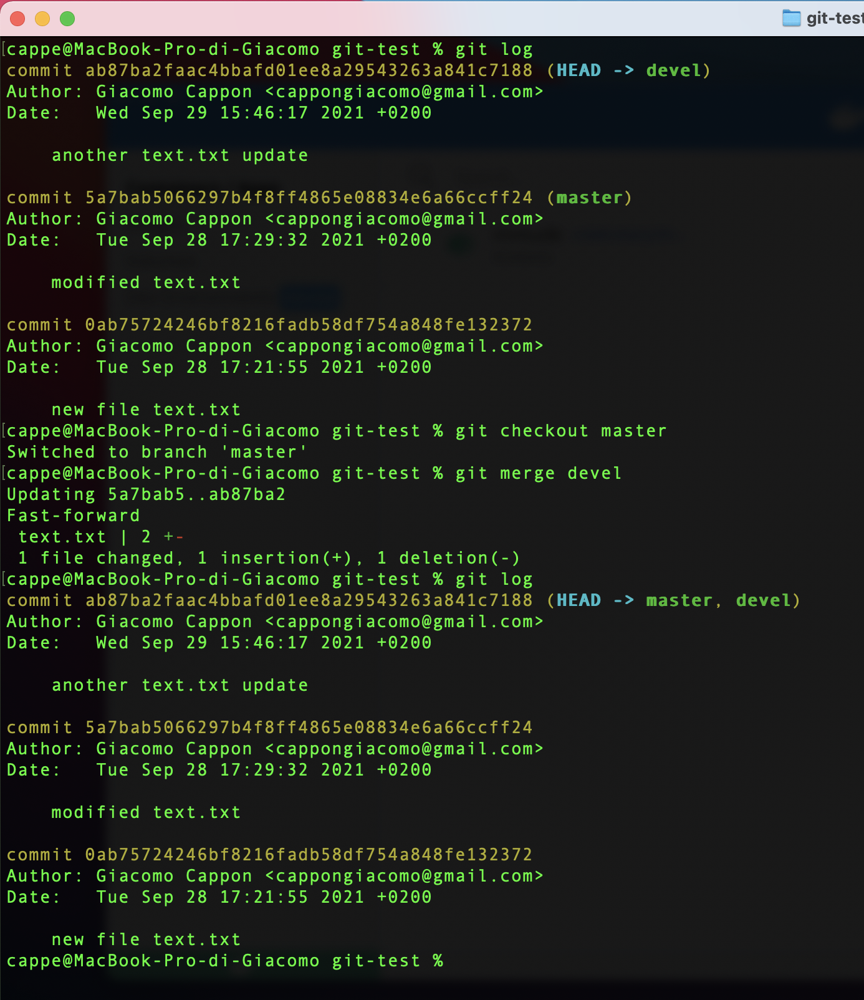 git-test
cappe@MacBook-Pro-di-Giacomo git-test % git log
commit ab87ba2faac4bbafd01ee8a29543263a841c7188 (HEAD -> devel)
Author: Giacomo Cappon <cappongiacomo@gmail.com>
Date:   Wed Sep 29 15:46:17 2021 +0200
    another text.txt update
commit 5a7bab5066297b4f8ff4865e08834e6a66ccff24 (master)
Author: Giacomo Cappon <cappongiacomo@gmail.com>
Date:   Tue Sep 28 17:29:32 2021 +0200
    modified text.txt
commit 0ab75724246bf8216fadb58df754a848fe132372
Author: Giacomo Cappon <cappongiacomo@gmail.com>
Date:   Tue Sep 28 17:21:55 2021 +0200
    new file text.txt
cappe@MacBook-Pro-di-Giacomo git-test % git checkout master
Switched to branch 'master'
cappe@MacBook-Pro-di-Giacomo git-test % git merge devel
Updating 5a7bab5..ab87ba2
Fast-forward
 text.txt | 2 +-
 1 file changed, 1 insertion(+), 1 deletion(-)
cappe@MacBook-Pro-di-Giacomo git-test % git log
commit ab87ba2faac4bbafd01ee8a29543263a841c7188 (HEAD -> master, devel)
Author: Giacomo Cappon <cappongiacomo@gmail.com>
Date:   Wed Sep 29 15:46:17 2021 +0200
    another text.txt update
commit 5a7bab5066297b4f8ff4865e08834e6a66ccff24
Author: Giacomo Cappon <cappongiacomo@gmail.com>
Date:   Tue Sep 28 17:29:32 2021 +0200
    modified text.txt
commit 0ab75724246bf8216fadb58df754a848fe132372
Author: Giacomo Cappon <cappongiacomo@gmail.com>
Date:   Tue Sep 28 17:21:55 2021 +0200
    new file text.txt
cappe@MacBook-Pro-di-Giacomo git-test %